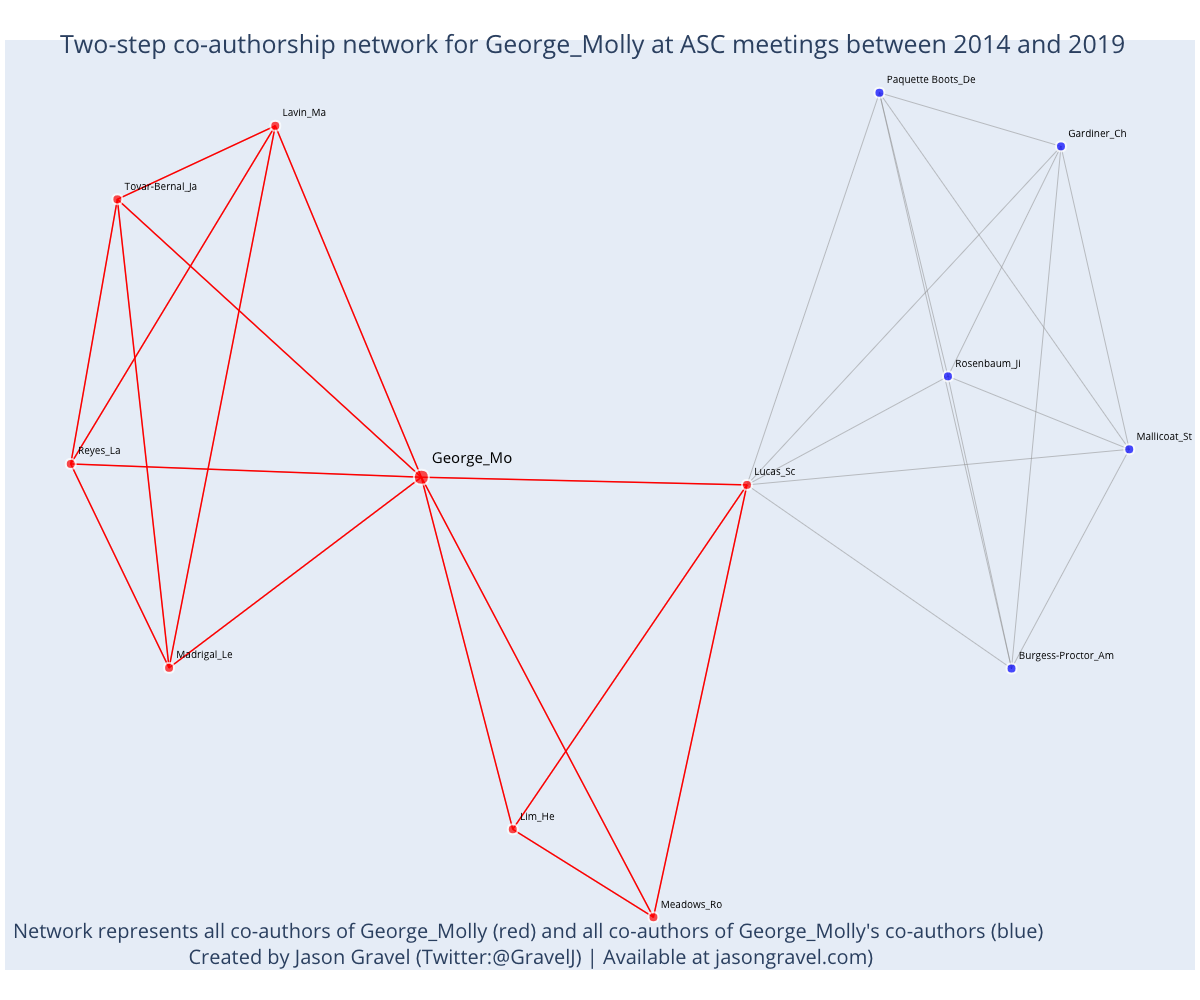 Two-step co-authorship network for George_Molly at ASC meetings between 2014 and 2019
Paquette Boots_De
Lavin_Ma
Gardiner_Ch
Tovar-Bernal_Ja
Rosenbaum_Ji
Mallicoat_St
Reyes_La
George_Mo
Lucas_Sc
Madrigal_Le
Burgess-Proctor_Am
Lim_He
Meadows_Ro
Network represents all co-authors of George_Molly (red) and all co-authors of George_Molly's co-authors (blue)
Created by Jason Gravel (Twitter:@GravelJ) | Available at jasongravel.com)